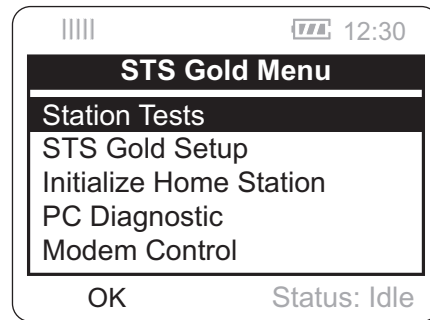 12:30
STS Gold Menu
Station Tests
STS Gold Setup
Initialize Home Station
PC Diagnostic
Modem Control
OK Status: Idle